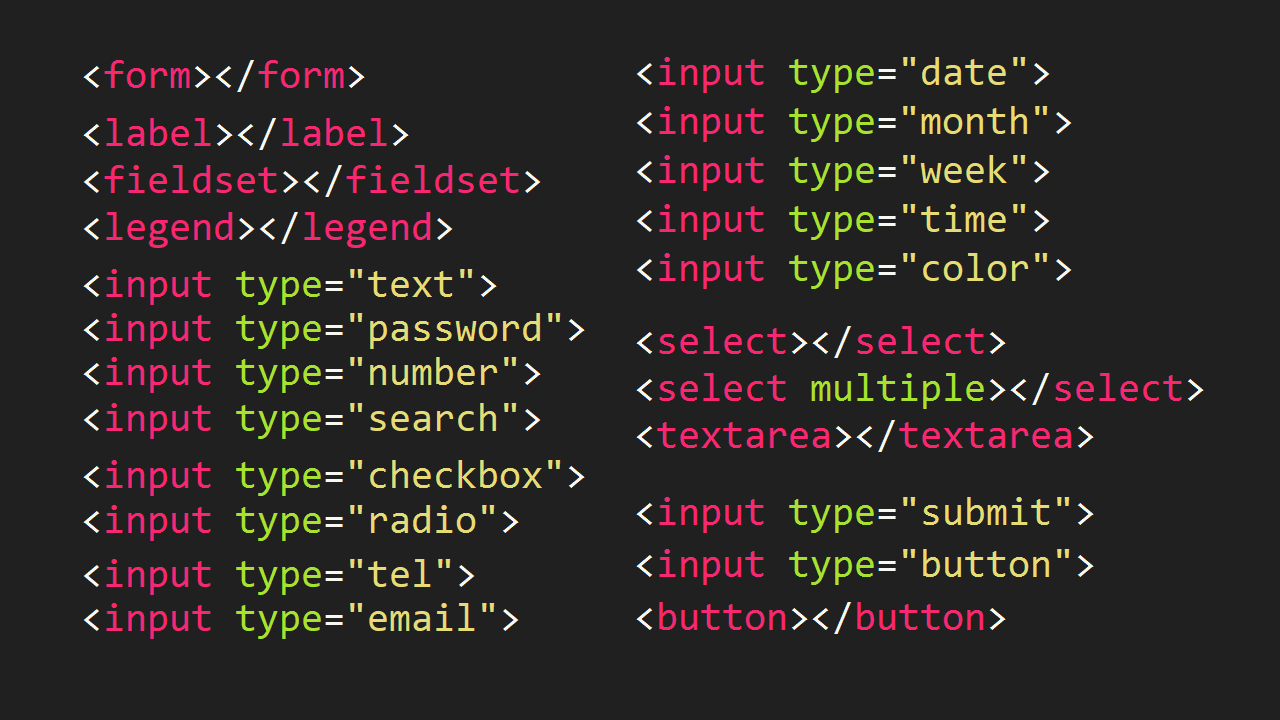 <form></form>
<label></label>
<fieldset></fieldset>
<legend></legend>
<input type="text">
<input type="password">
<input type="number">
<input type="search">
<input type="checkbox">
<input type="radio">
<input type="tel">
<input type="email">
<input type="date">
<input type="month">
<input type="week">
<input type="time">
<input type="color">
<select></select>
<select multiple></select>
<textarea></textarea>
<input type="submit">
<input type="button">
<button></button>